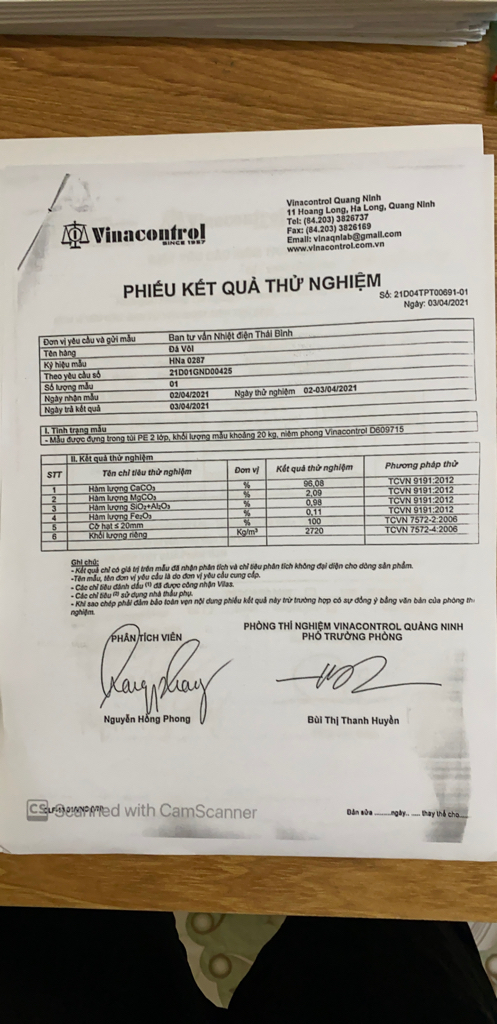 Vinacontrol
SINCE 1957
Vinacontrol Quang Ninh
11 Hoang Long, Ha Long, Quang Ninh
Tel: (84.203) 3826737
Fax: (84.203) 3826169
Email: vinaqnlab@gmail.com
www.vinacontrol.com.vn
PHIẾU KẾT QUẢ THỬ NGHIỆM
Số: 21D04TPT00691-01
Ngày: 03/04/2021
Đơn vị yêu cầu và gửi mẫu Ban tư vấn Nhiệt điện Thái Bình
Tên hàng Đá Vôi
Ký hiệu mẫu HNa 0287
Theo yêu cầu số 21D01GND00425
Số lượng mẫu 01
Ngày nhận mẫu 02/04/2021 Ngày thử nghiệm 02-03/04/2021
Ngày trả kết quả 03/04/2021
I. Tình trạng mẫu
- Mẫu được đựng trong túi PE 2 lớp, khối lượng mẫu khoảng 20 kg, niêm phong Vinacontrol D609715
II. Kết quả thử nghiệm
STT Tên chỉ tiêu thử nghiệm Đơn vị Kết quả thử nghiệm Phương pháp thử
1 Hàm lượng CaCO₃ % 96,08 TCVN 9191:2012
2 Hàm lượng MgCO₃ % 2,09 TCVN 9191:2012
3 Hàm lượng SiO₂+Al₂O₃ % 0,98 TCVN 9191:2012
4 Hàm lượng Fe₂O₃ % 0,11 TCVN 9191:2012
5 Cỡ hạt ≤ 20mm % 100 TCVN 7572-2:2006
6 Khối lượng riêng Kg/m³ 2720 TCVN 7572-4:2006
Ghi chú:
- Kết quả chỉ có giá trị trên mẫu đã nhận phân tích và chỉ tiêu phân tích không đại diện cho dòng sản phẩm.
-Tên mẫu, tên đơn vị yêu cầu là do đơn vị yêu cầu cung cấp.
- Các chỉ tiêu đánh dấu ⁽¹⁾ đã được công nhận Vilas.
- Các chỉ tiêu ⁽²⁾ sử dụng nhà thầu phụ.
- Khi sao chép phải đảm bảo toàn vẹn nội dung phiếu kết quả này trừ trường hợp có sự đồng ý bằng văn bản của phòng
nghiệm.
PHÂN TÍCH VIÊN
PHÒNG THÍ NGHIỆM VINACONTROL QUẢNG NINH
PHÓ TRƯỞNG PHÒNG
Nguyễn Hồng Phong
Bùi Thị Thanh Huyền
CS Scanned with CamScanner
Bản sửa ........ngày.. .... thay thế cho.....